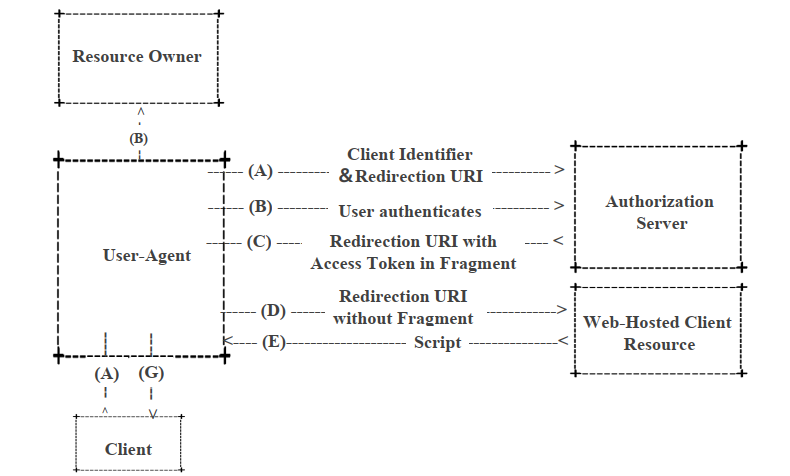 Resource Owner
(B)
Client Identifier
(A) &Redirection URI
(B) User authenticates
Authorization
Server
User-Agent
(C) Redirection URI with
Access Token in Fragment
Redirection URI
(D) without Fragment
(E) Script
Web-Hosted Client
Resource
(A) (G)
Client